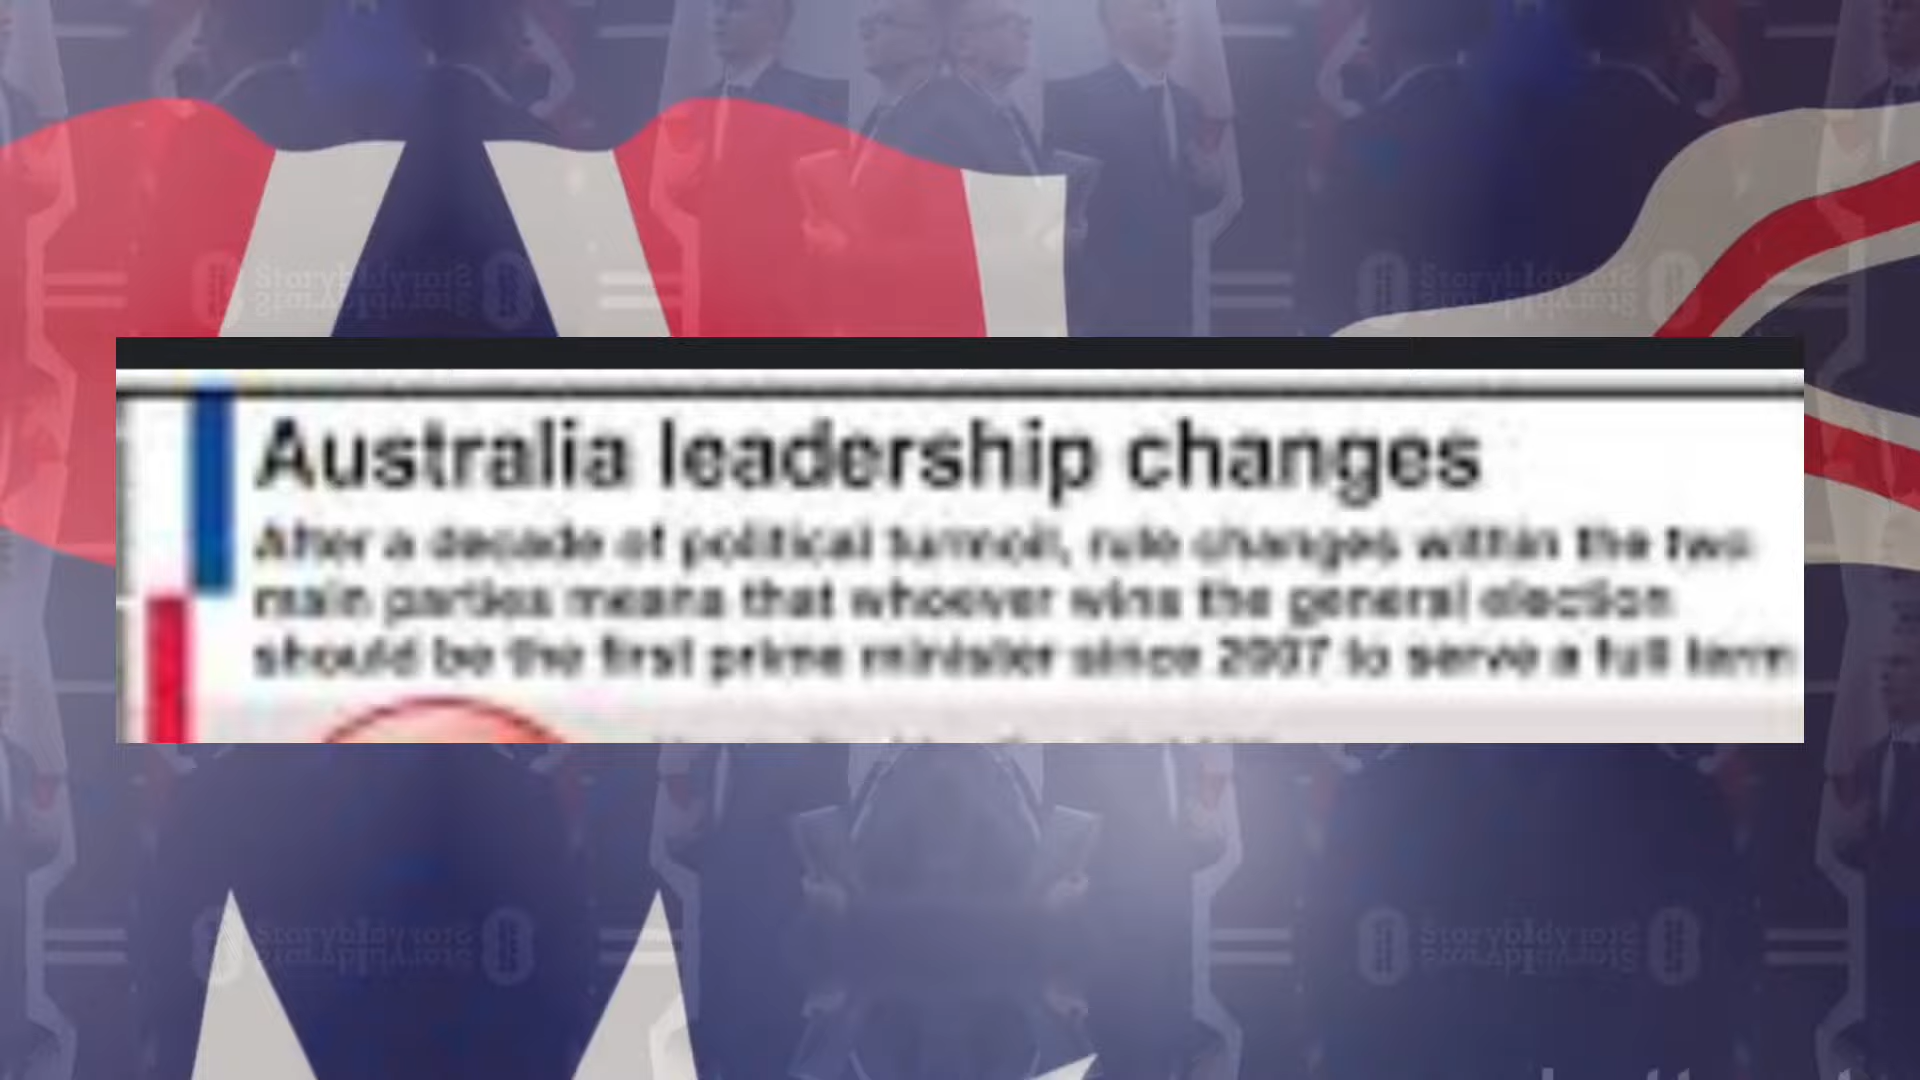 Australia leadership changes
After a decade of political turmoil, rule changes within the two
main parties means that whoever wins the general election
should be the first prime minister since 2007 to serve a full term